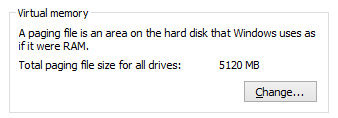 Virtual memory
A paging file is an area on the hard disk that Windows uses as
if it were RAM.
Total paging file size for all drives: 5120 MB
Change...